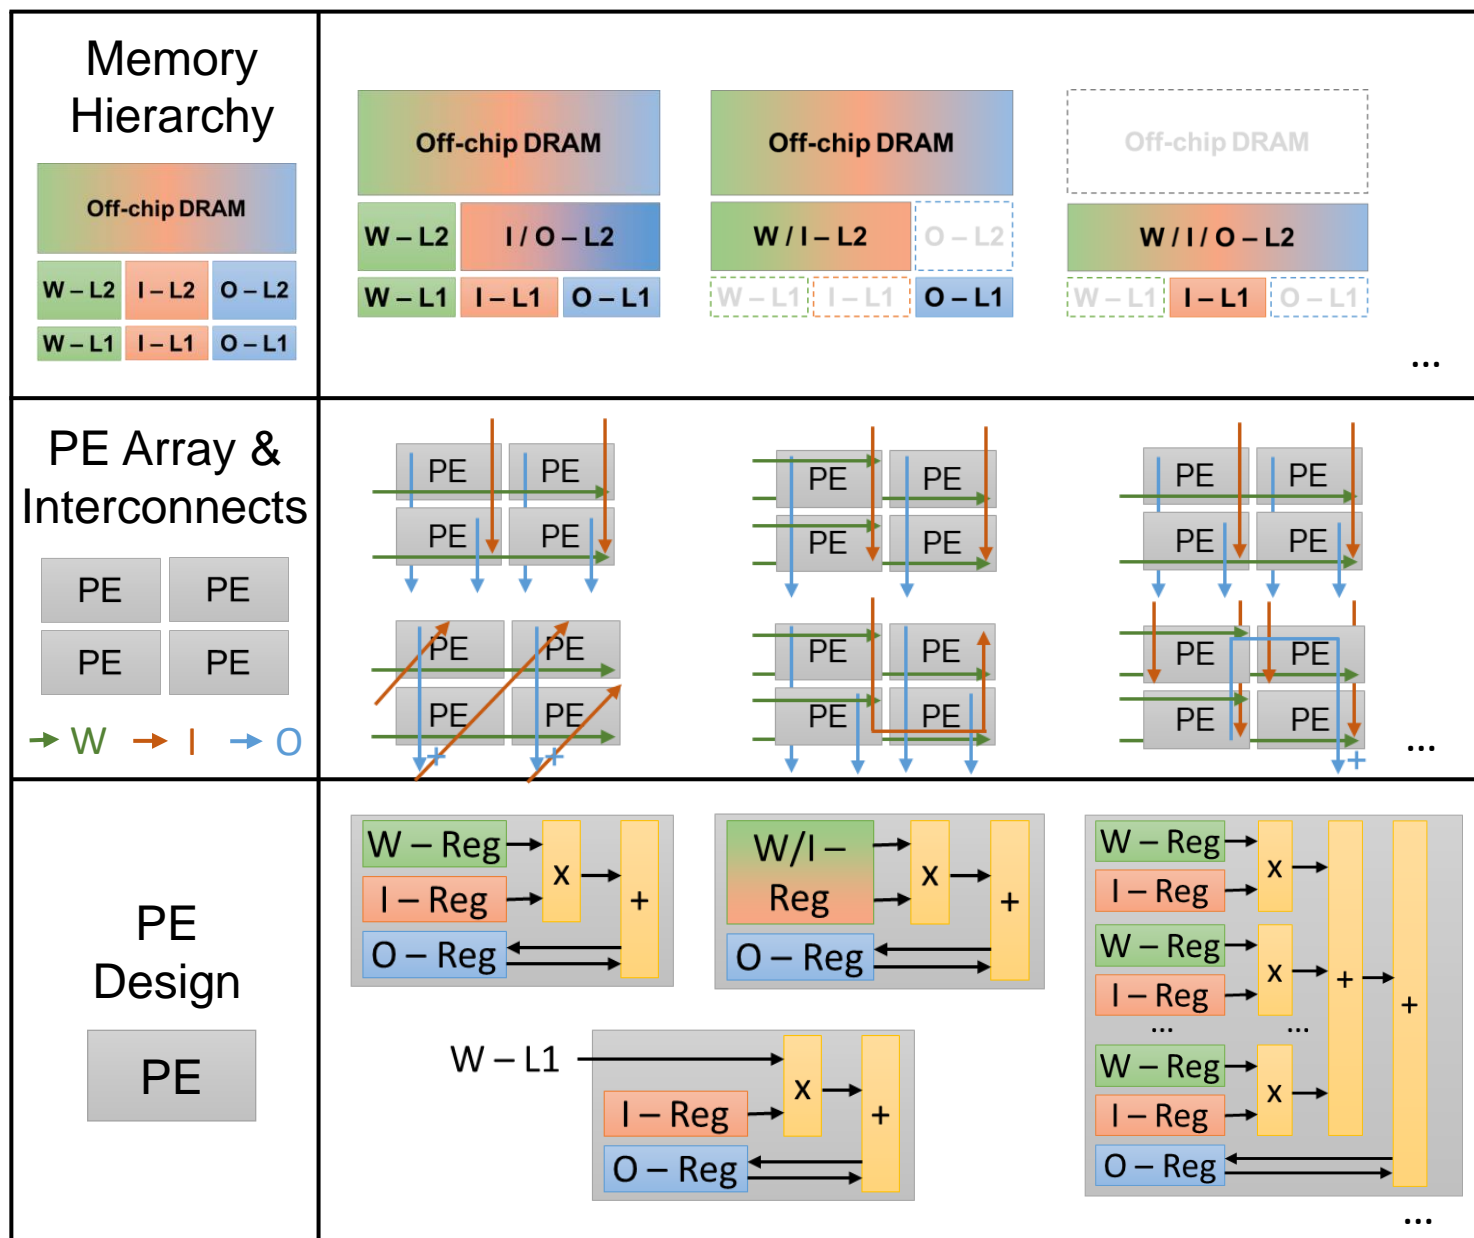 Memory
Hierarchy
Off-chip DRAM
W – L2 I – L2 O – L2
W – L1 I – L1 O – L1
Off-chip DRAM
W – L2 I / O – L2
W – L1 I – L1 O – L1
Off-chip DRAM
W / I – L2 O – L2
W – L1 I – L1 O – L1
Off-chip DRAM
W / I / O – L2
W – L1 I – L1 O – L1
...
PE Array &
Interconnects
PE PE
PE PE
W I O
PE PE
PE PE
PE PE
PE PE
PE PE
PE PE
PE PE
PE PE
+ +
PE PE
PE PE
PE PE
PE PE
+
...
PE
Design
PE
W – Reg
I – Reg
O – Reg
x
+
W/I –
Reg
O – Reg
x
+
W – L1
I – Reg
O – Reg
x
+
W – Reg
I – Reg
x
W – Reg
I – Reg
x
... ...
W – Reg
I – Reg
x
O – Reg
+
+
...